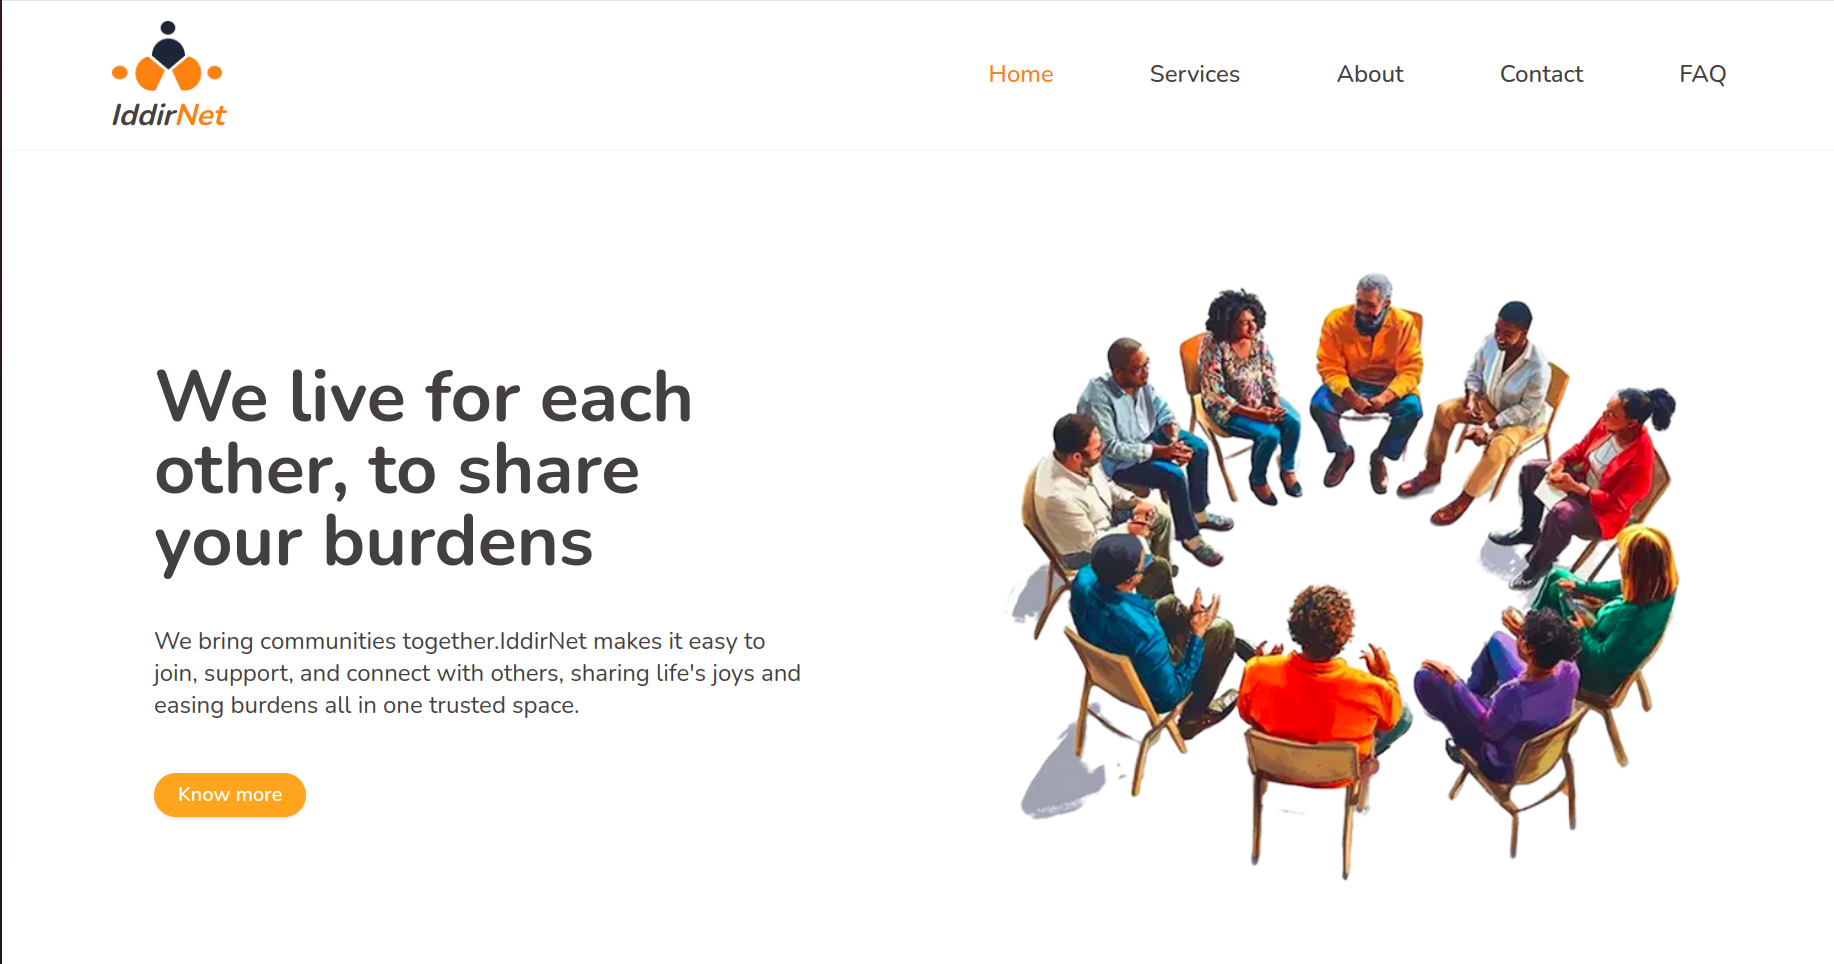 IddirNet
Home
Services
About
Contact
FAQ
We live for each
other, to share
your burdens
We bring communities together.IddirNet makes it easy to
join, support, and connect with others, sharing life's joys and
easing burdens all in one trusted space.
Know more